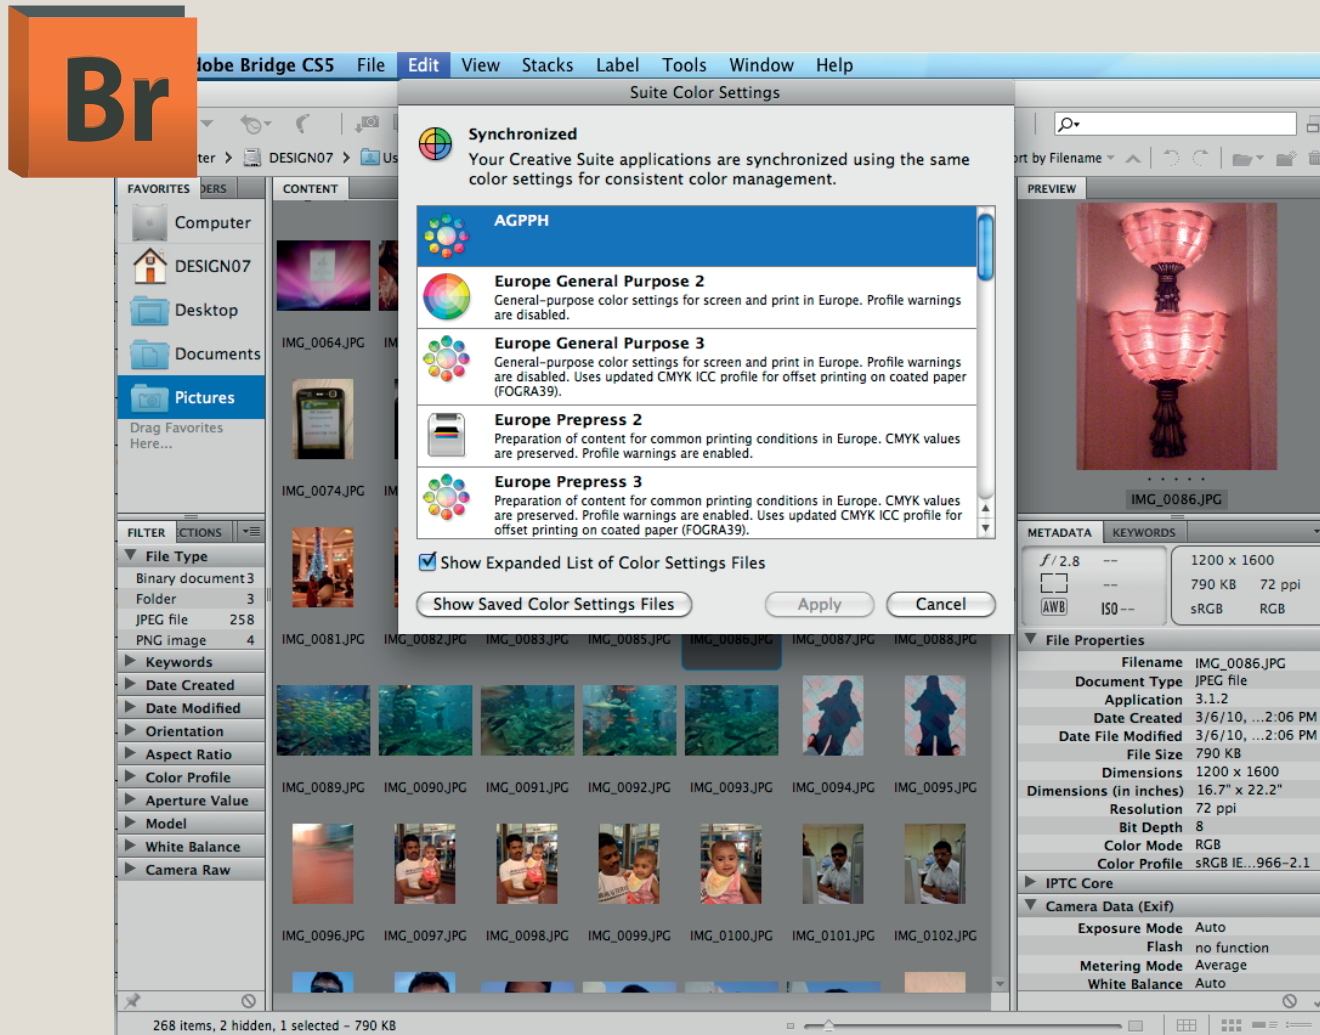 Br
dobe Bridge CS5 File Edit View Stacks Label Tools Window Help
Suite Color Settings
Synchronized
Your Creative Suite applications are synchronized using the same
color settings for consistent color management.
AGPPH
Europe General Purpose 2
General-purpose color settings for screen and print in Europe. Profile warnings
are disabled.
Europe General Purpose 3
General-purpose color settings for screen and print in Europe. Profile warnings
are disabled. Uses updated CMYK ICC profile for offset printing on coated paper
(FOGRA39).
Europe Prepress 2
Preparation of content for common printing conditions in Europe. CMYK values
are preserved. Profile warnings are enabled.
Europe Prepress 3
Preparation of content for common printing conditions in Europe. CMYK values
are preserved. Profile warnings are enabled. Uses updated CMYK ICC profile for
offset printing on coated paper (FOGRA39).
Show Expanded List of Color Settings Files
Show Saved Color Settings Files Apply Cancel
ter DESIGN07 Us
ort by Filename
FAVORITES DERS
Computer
DESIGN07
Desktop
Documents
Pictures
Drag Favorites
Here...
FILTER ECTIONS
File Type
Binary document 3
Folder 3
JPEG file 258
PNG image 4
Keywords
Date Created
Date Modified
Orientation
Aspect Ratio
Color Profile
Aperture Value
Model
White Balance
Camera Raw
CONTENT
IMG_0064.JPG IM
IMG_0074.JPG IM
IMG_0081.JPG IMG_0082.JPG IMG_0083.JPG IMG_0085.JPG IMG_0086.JPG IMG_0087.JPG IMG_0088.JPG
IMG_0089.JPG IMG_0090.JPG IMG_0091.JPG IMG_0092.JPG IMG_0093.JPG IMG_0094.JPG IMG_0095.JPG
IMG_0096.JPG IMG_0097.JPG IMG_0098.JPG IMG_0099.JPG IMG_0100.JPG IMG_0101.JPG IMG_0102.JPG
PREVIEW
IMG_0086.JPG
METADATA KEYWORDS
f/2.8 -- 1200 x 1600
-- 790 KB 72 ppi
AWB ISO -- sRGB RGB
File Properties
Filename IMG_0086.JPG
Document Type JPEG file
Application 3.1.2
Date Created 3/6/10, ...2:06 PM
Date File Modified 3/6/10, ...2:06 PM
File Size 790 KB
Dimensions 1200 x 1600
Dimensions (in inches) 16.7" x 22.2"
Resolution 72 ppi
Bit Depth 8
Color Mode RGB
Color Profile sRGB IE...966-2.1
IPTC Core
Camera Data (Exif)
Exposure Mode Auto
Flash no function
Metering Mode Average
White Balance Auto
268 items, 2 hidden, 1 selected - 790 KB